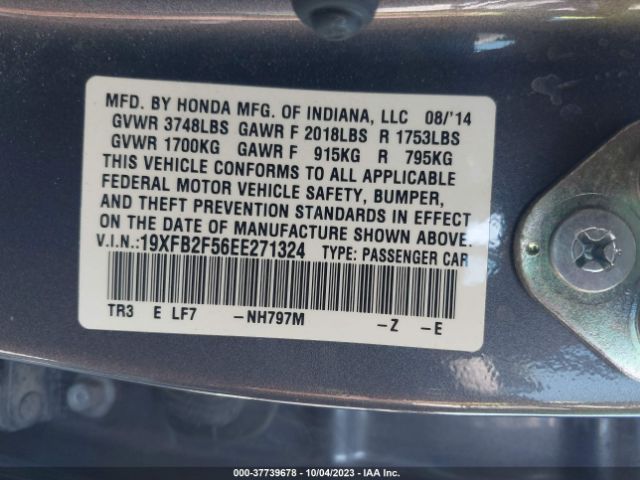 MFD. BY HONDA MFG. OF INDIANA, LLC 08/'14
GVWR 3748LBS GAWR F 2018LBS R 1753LBS
GVWR 1700KG GAWR F 915KG R 795KG
THIS VEHICLE CONFORMS TO ALL APPLICABLE
FEDERAL MOTOR VEHICLE SAFETY, BUMPER,
AND THEFT PREVENTION STANDARDS IN EFFECT
ON THE DATE OF MANUFACTURE SHOWN ABOVE.
V.I.N.:19XFB2F56EE271324 TYPE: PASSENGER CAR
TR3 E LF7 -NH797M -Z -E
000-37739678 - 10/04/2023 - IAA Inc.